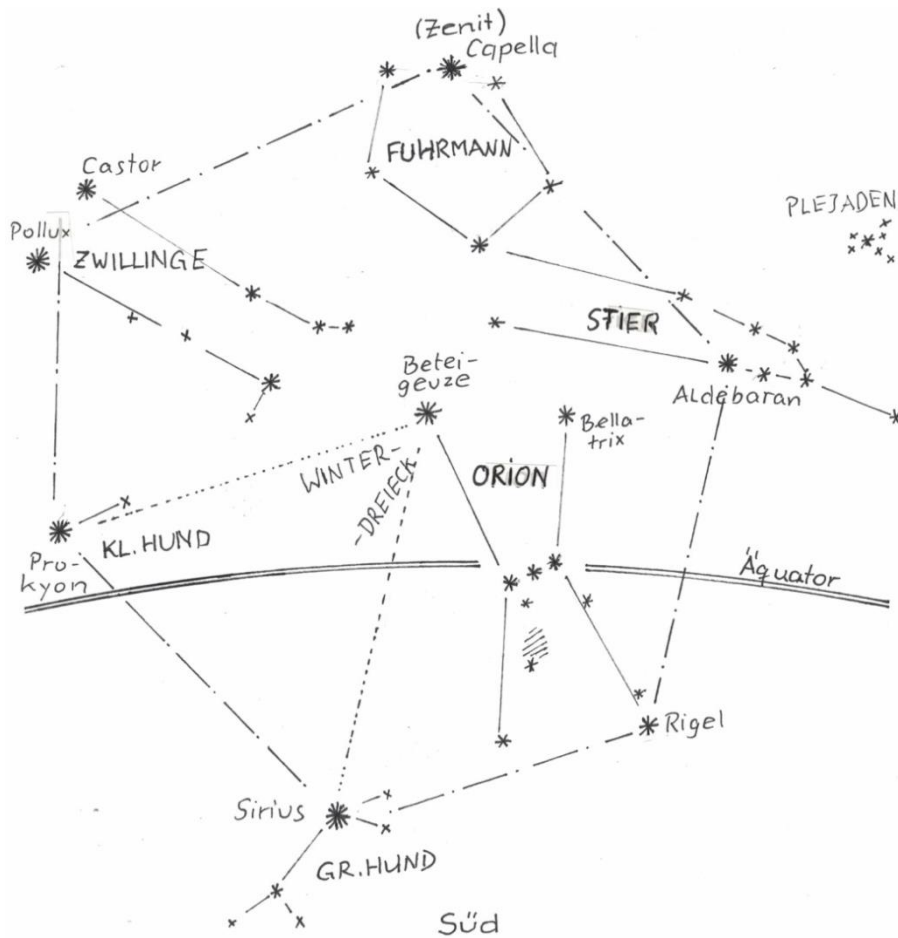 (Zenit)
Capella
FUHRMANN
Castor
PLEJADEN
Pollux
ZWILLINGE
STIER
Betei-
geuze
Aldebaran
Bella-
trix
WINTER-
ORION
-DREIECK
KL. HUND
Pro-
kyon
Äquator
Rigel
Sirius
GR. HUND
Süd